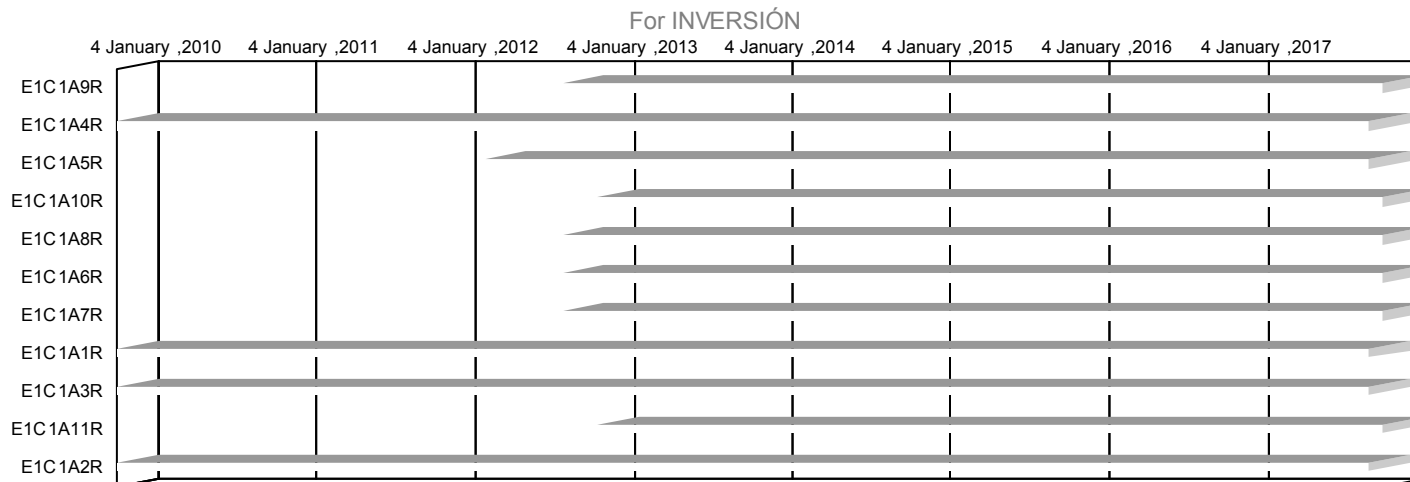 For INVERSIÓN
4 January ,2010 4 January ,2011 4 January ,2012 4 January ,2013 4 January ,2014 4 January ,2015 4 January ,2016 4 January ,2017
E1C1A9R
E1C1A4R
E1C1A5R
E1C1A10R
E1C1A8R
E1C1A6R
E1C1A7R
E1C1A1R
E1C1A3R
E1C1A11R
E1C1A2R